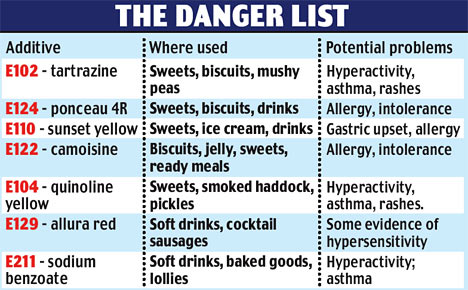 THE DANGER LIST
Additive Where used Potential problems
E102 - tartrazine Sweets, biscuits, mushy Hyperactivity,
peas asthma, rashes
E124 - ponceau 4R Sweets, biscuits, drinks Allergy, intolerance
E110 - sunset yellow Sweets, ice cream, drinks Gastric upset, allergy
E122 - camoisine Biscuits, jelly, sweets, Allergy, intolerance
ready meals
E104 - quinoline Sweets, smoked haddock, Hyperactivity,
yellow pickles asthma, rashes.
E129 - allura red Soft drinks, cocktail Some evidence of
sausages hypersensitivity
E211 - sodium Soft drinks, baked goods, Hyperactivity;
benzoate lollies asthma